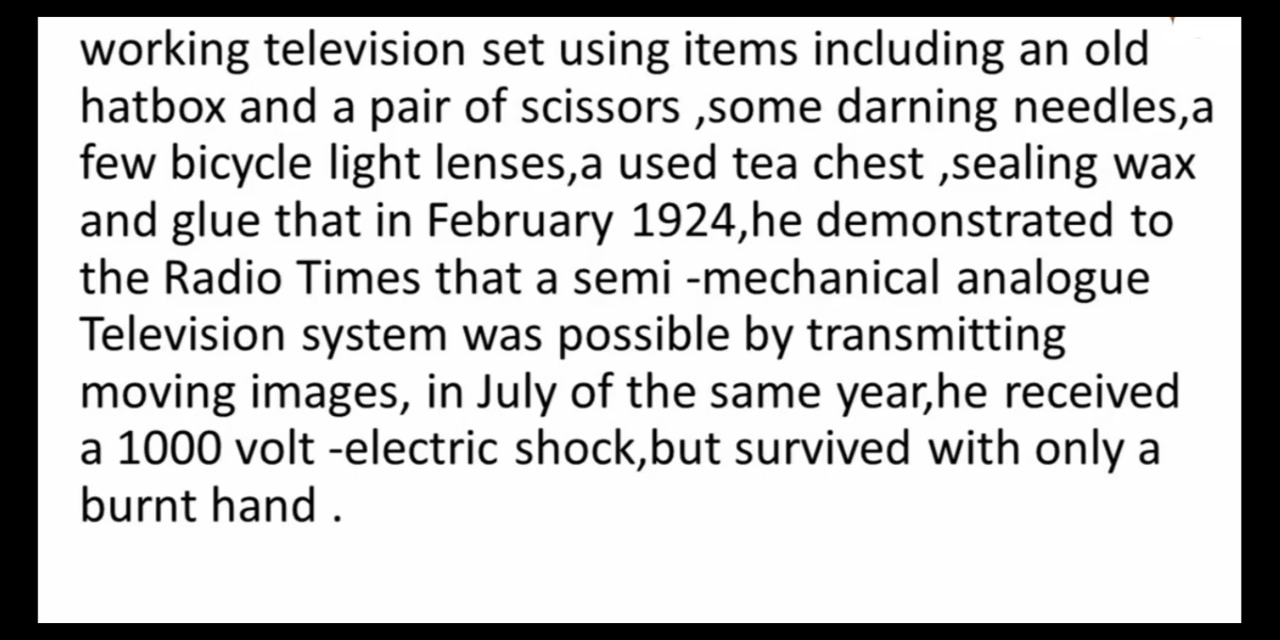 working television set using items including an old
hatbox and a pair of scissors ,some darning needles,a
few bicycle light lenses,a used tea chest ,sealing wax
and glue that in February 1924,he demonstrated to
the Radio Times that a semi -mechanical analogue
Television system was possible by transmitting
moving images, in July of the same year,he received
a 1000 volt -electric shock,but survived with only a
burnt hand .